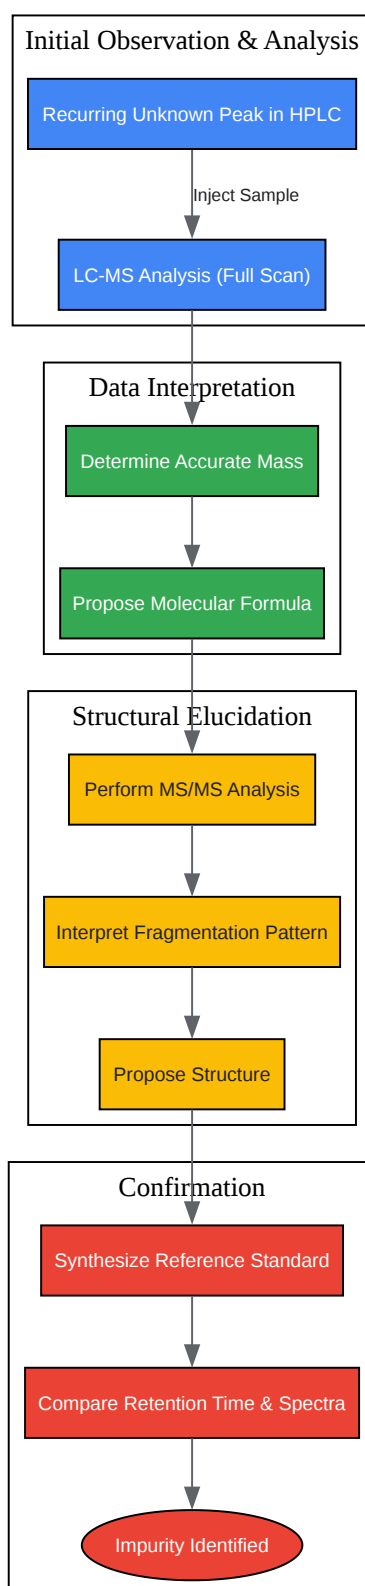 Initial Observation & Analysis
Recurring Unknown Peak in HPLC
Inject Sample
LC-MS Analysis (Full Scan)
Data Interpretation
Determine Accurate Mass
Propose Molecular Formula
Structural Elucidation
Perform MS/MS Analysis
Interpret Fragmentation Pattern
Propose Structure
Confirmation
Synthesize Reference Standard
Compare Retention Time & Spectra
Impurity Identified